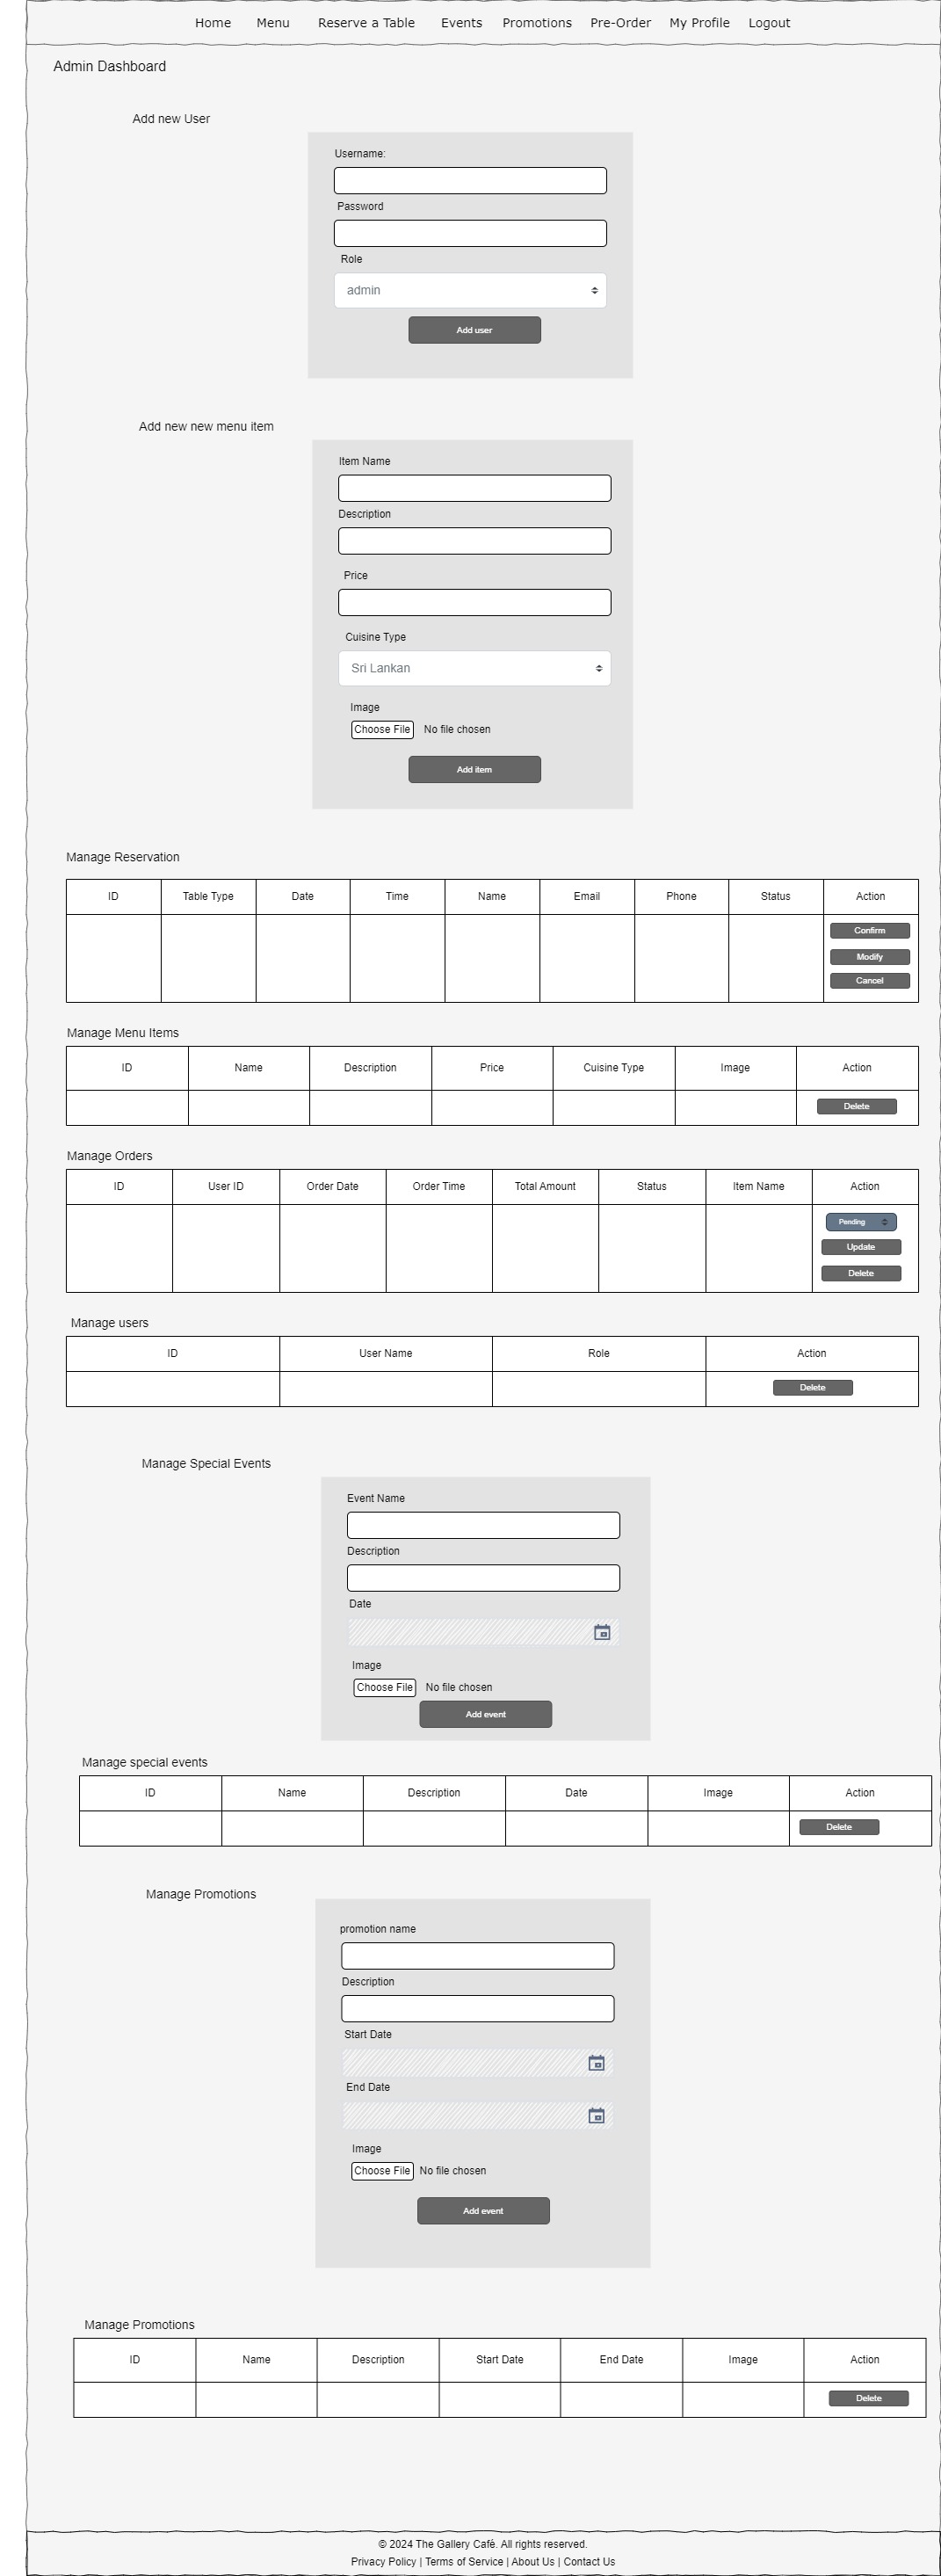 Home Menu Reserve a Table Events Promotions Pre-Order My Profile Logout
Admin Dashboard
Add new User
Username:
Password
Role
admin
Add user
Add new new menu item
Item Name
Description
Price
Cuisine Type
Sri Lankan
Image
Choose File No file chosen
Add item
Manage Reservation
ID Table Type Date Time Name Email Phone Status Action
Confirm
Modify
Cancel
Manage Menu Items
ID Name Description Price Cuisine Type Image Action
Delete
Manage Orders
ID User ID Order Date Order Time Total Amount Status Item Name Action
Pending
Update
Delete
Manage users
ID User Name Role Action
Delete
Manage Special Events
Event Name
Description
Date
Image
Choose File No file chosen
Add event
Manage special events
ID Name Description Date Image Action
Delete
Manage Promotions
promotion name
Description
Start Date
End Date
Image
Choose File No file chosen
Add event
Manage Promotions
ID Name Description Start Date End Date Image Action
Delete
© 2024 The Gallery Café. All rights reserved.
Privacy Policy | Terms of Service | About Us | Contact Us